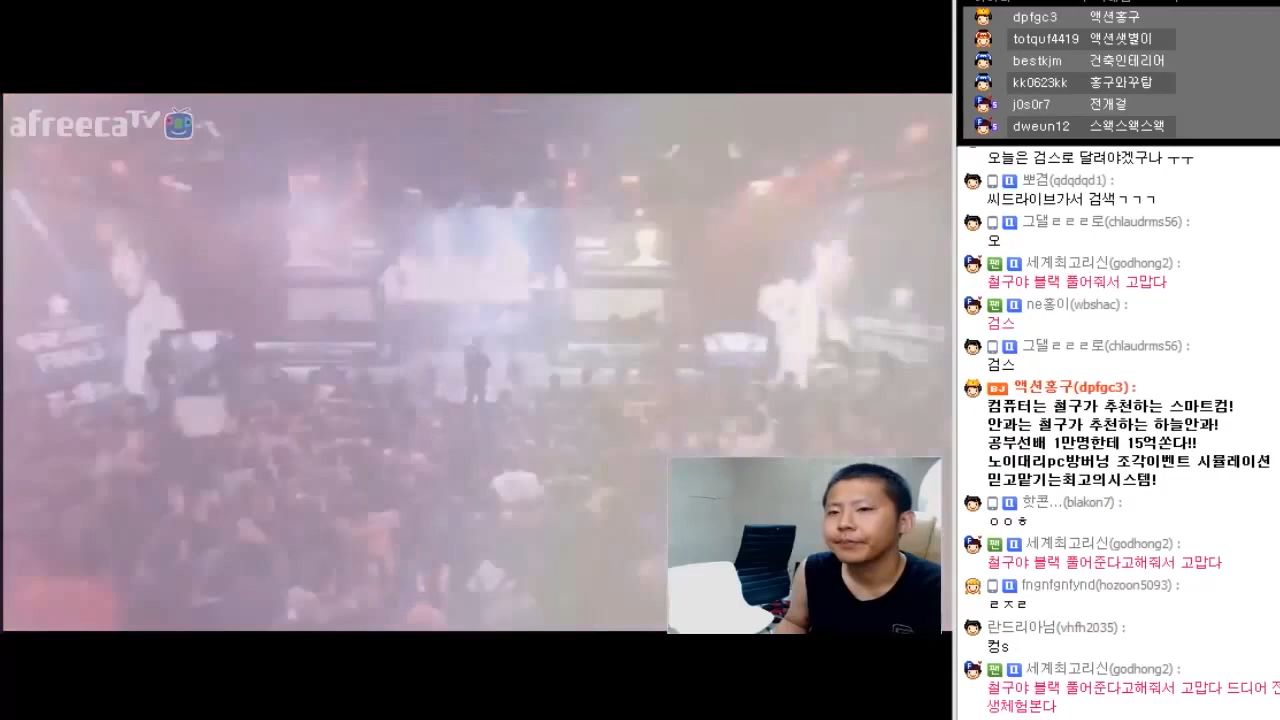 afreecaTV
dpfgc3 액션홍구
totquf4419 액션샛별이
bestkjm 건축인테리어
kk0623kk 홍구와꾸탑
j0s0r7 전개걸
dweun12 스왝스왝스왝
오늘은 검스로 달려야겠구나 ㅜㅜ
뽀겹(qdqdqd1) :
씨드라이브가서 검색ㄱㄱㄱ
그댈ㄹㄹㄹ로(chlaudrms56) :
오
세계최고리신(godhong2) :
철구야 블랙 풀어줘서 고맙다
ne홍이(wbshac) :
검스
그댈ㄹㄹㄹ로(chlaudrms56) :
검스
BJ 액션홍구(dpfgc3) :
컴퓨터는 철구가 추천하는 스마트컴!
안과는 철구가 추천하는 하늘안과!
공부선배 1만명한테 15억쏜다!!
노이대리pc방버닝 조각이벤트 시뮬레이션
믿고맡기는최고의시스템!
핫콘...(blakon7) :
ㅇㅇㅎ
세계최고리신(godhong2) :
철구야 블랙 풀어준다고해줘서 고맙다
fngnfgnfynd(hozoon5093) :
ㄹㅈㄹ
란드리아님(vhfh2035) :
컹s
세계최고리신(godhong2) :
철구야 블랙 풀어준다고해줘서 고맙다 드디어
생체험본다